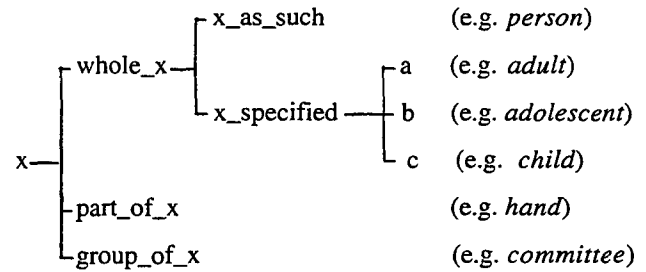 x_as_such (e.g. person)
whole_x a (e.g. adult)
x_specified b (e.g. adolescent)
c (e.g. child)
x
part_of_x (e.g. hand)
group_of_x (e.g. committee)